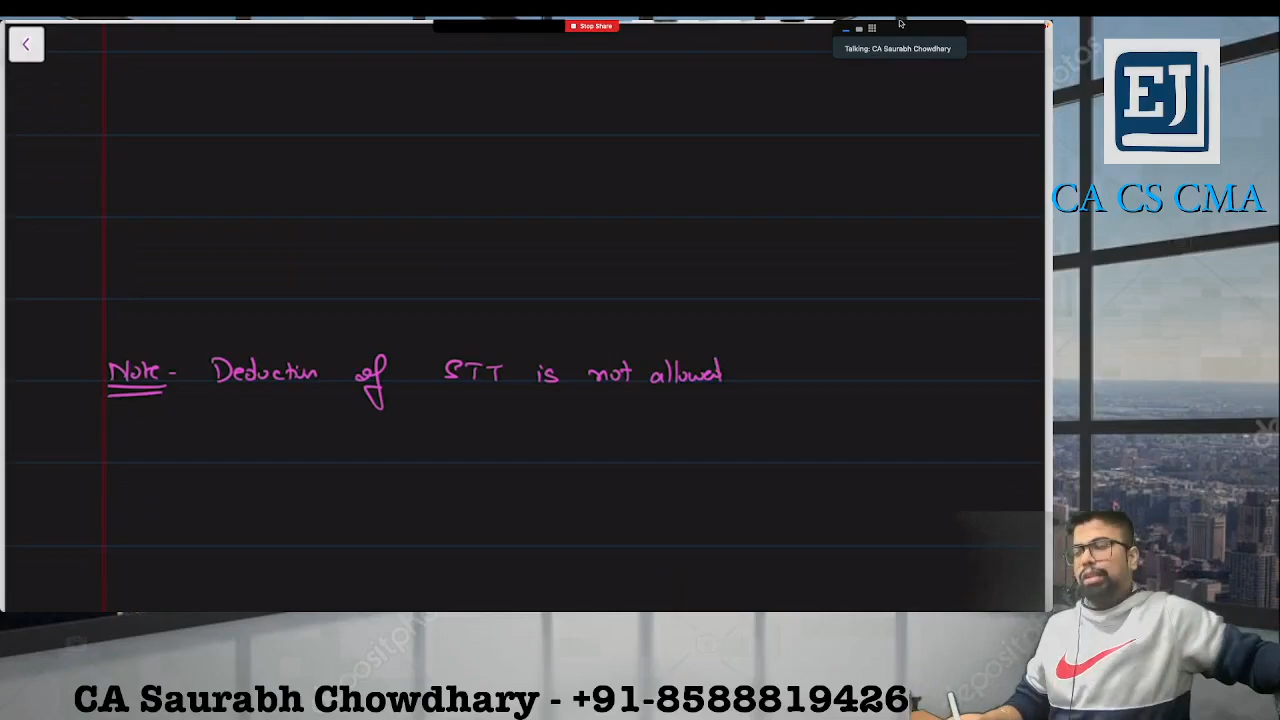 Stop Share
Talking: CA Saurabh Chowdhary
EJ
CA CS CMA
Note - Deduction of STT is not allowed
CA Saurabh Chowdhary - +91-8588819426